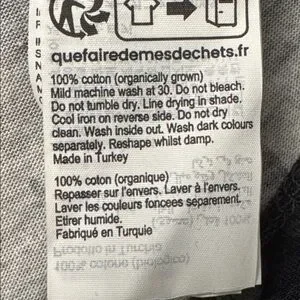 quefairedemesdechets.fr
100% cotton (organically grown)
Mild machine wash at 30. Do not bleach.
Do not tumble dry. Line drying in shade.
Cool iron on reverse side. Do not dry
clean. Wash inside out. Wash dark colours
separately. Reshape whilst damp.
Made in Turkey
100% coton (organique)
Repasser sur l'envers. Laver à l'envers.
Laver les couleurs foncées separement.
Etirer humide.
Fabriqué en Turquie